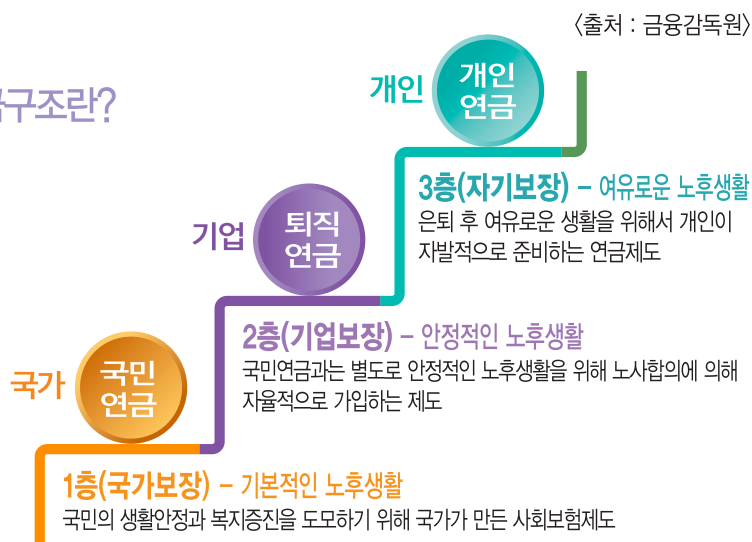 <출처 : 금융감독원>
구조란?
개인
개인
연금
3층(자기보장) – 여유로운 노후생활
은퇴 후 여유로운 생활을 위해서 개인이
자발적으로 준비하는 연금제도
기업
퇴직
연금
2층(기업보장) – 안정적인 노후생활
국민연금과는 별도로 안정적인 노후생활을 위해 노사합의에 의해
자율적으로 가입하는 제도
국가
국민
연금
1층(국가보장) – 기본적인 노후생활
국민의 생활안정과 복지증진을 도모하기 위해 국가가 만든 사회보험제도